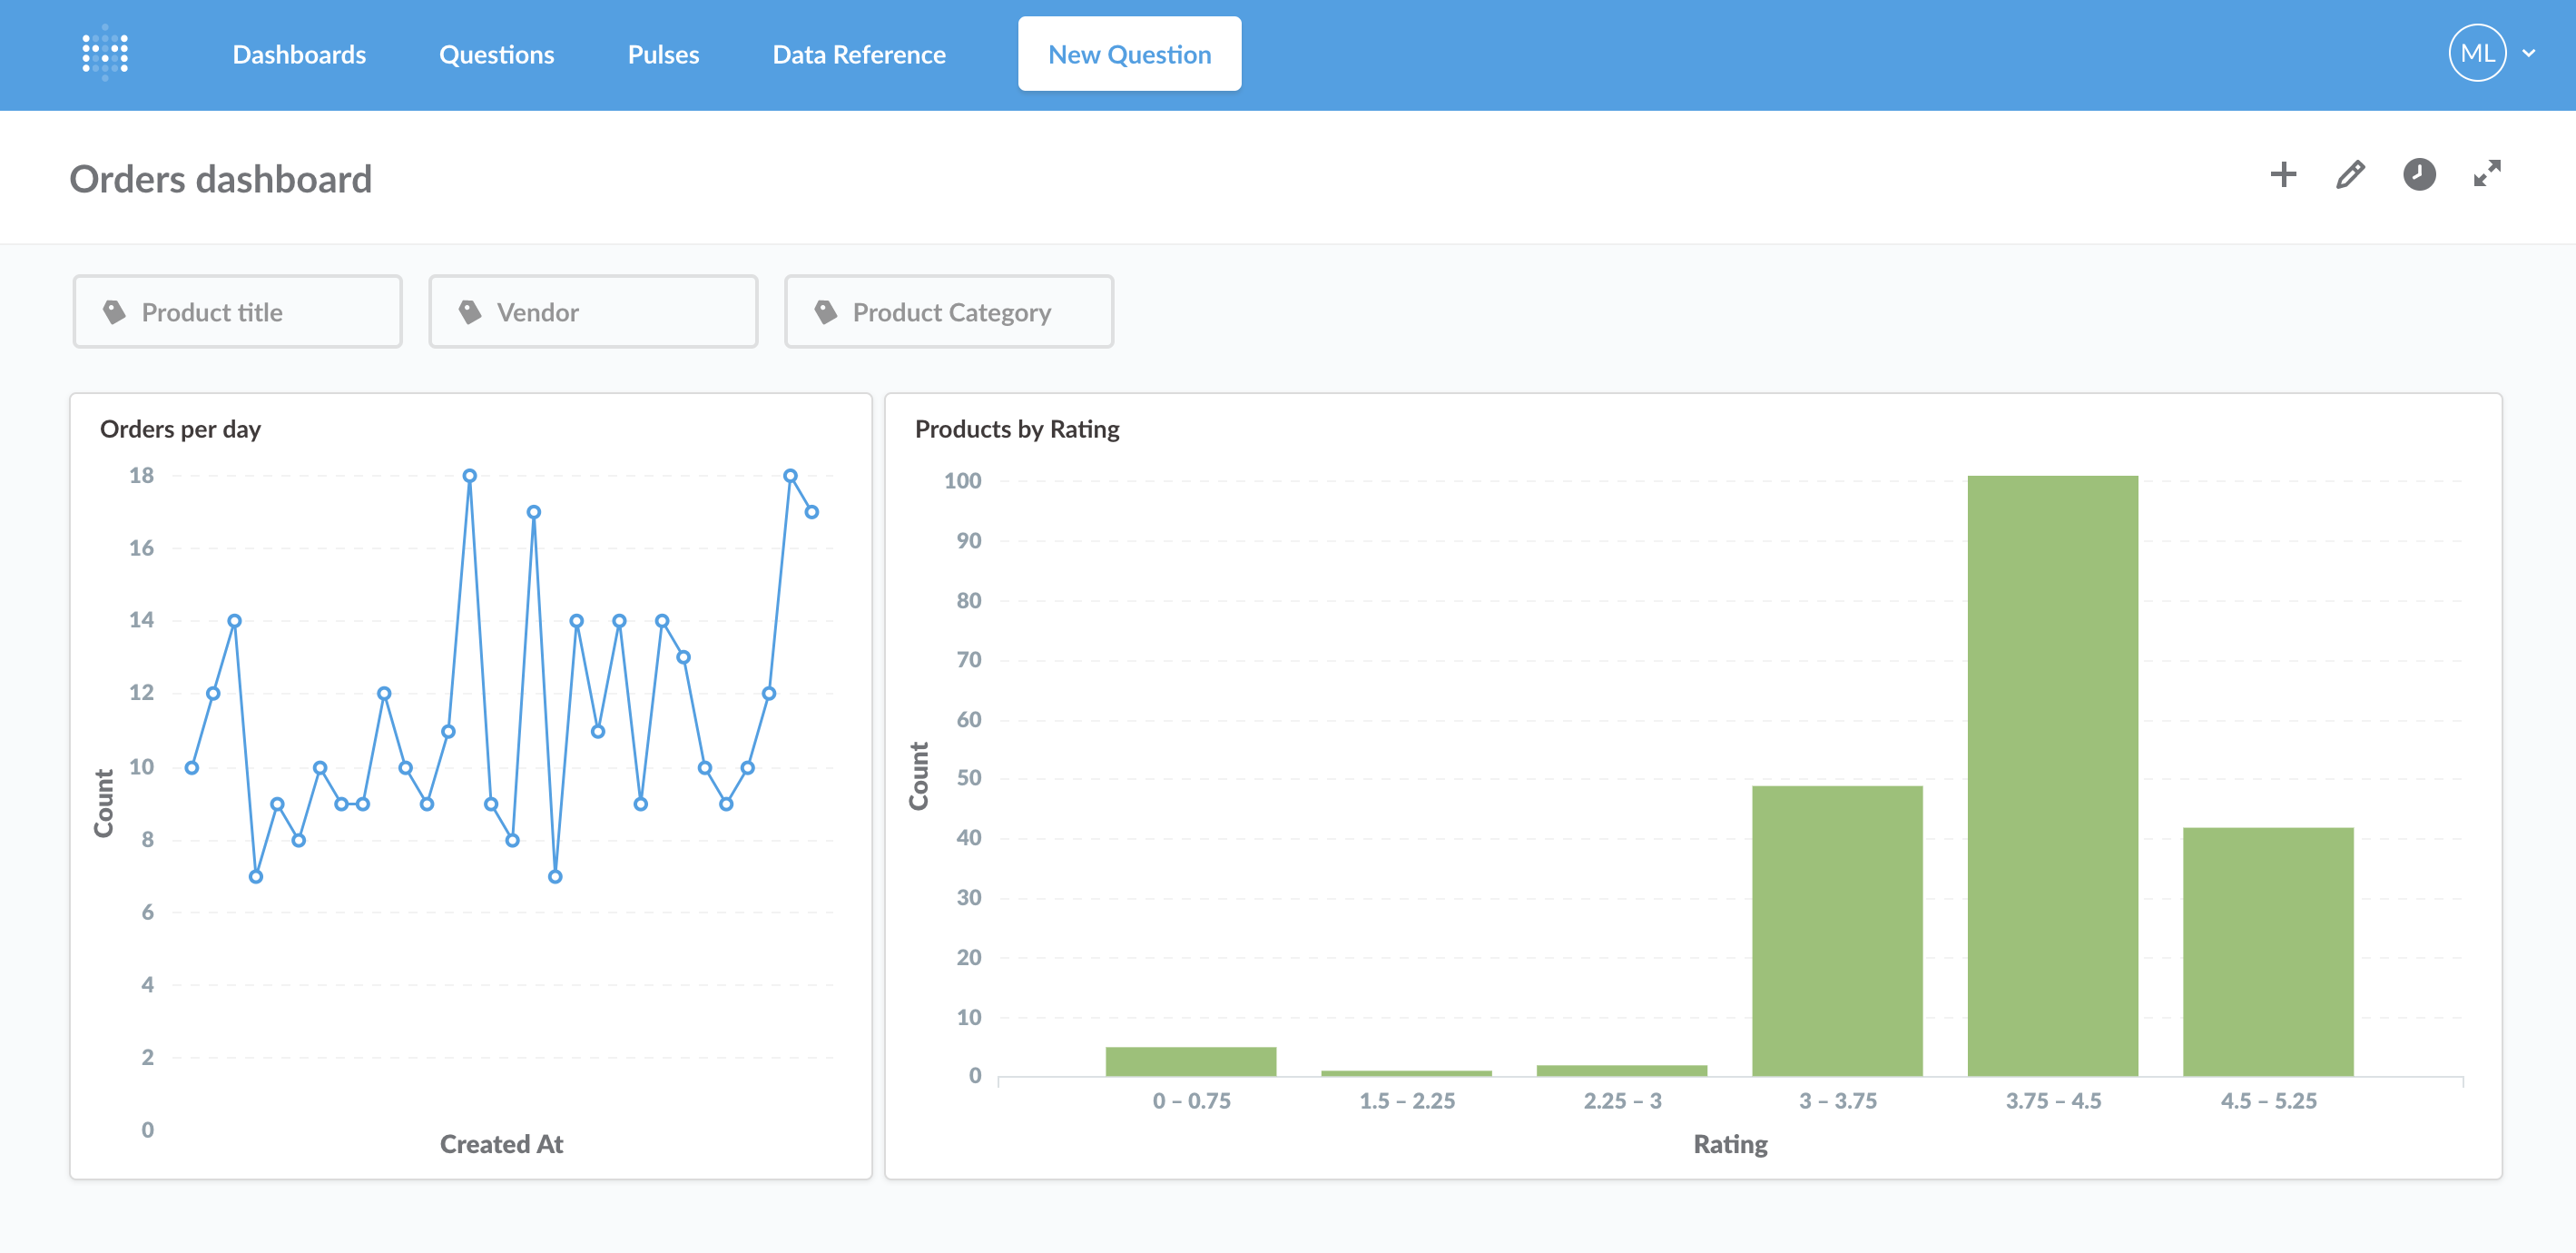 Dashboards Questions Pulses Data Reference New Question ML
Orders dashboard
Product title Vendor Product Category
Orders per day
18
16
14
12
10
8
6
4
2
0
Count
Created At
Products by Rating
100
90
80
70
60
50
40
30
20
10
0
Count
0 – 0.75 1.5 – 2.25 2.25 – 3 3 – 3.75 3.75 – 4.5 4.5 – 5.25
Rating